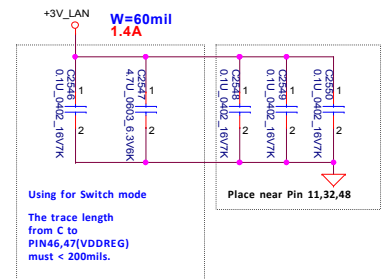 +3V_LAN
W=60mil
1.4A
C2546
0.1U_0402_16V7K
1
2
C2547
4.7U_0603_6.3V6K
1
2
C2548
0.1U_0402_16V7K
1
2
C2549
0.1U_0402_16V7K
1
2
C2550
0.1U_0402_16V7K
1
2
Using for Switch mode
The trace length
from C to
PIN46,47(VDDREG)
must < 200mils.
Place near Pin 11,32,48